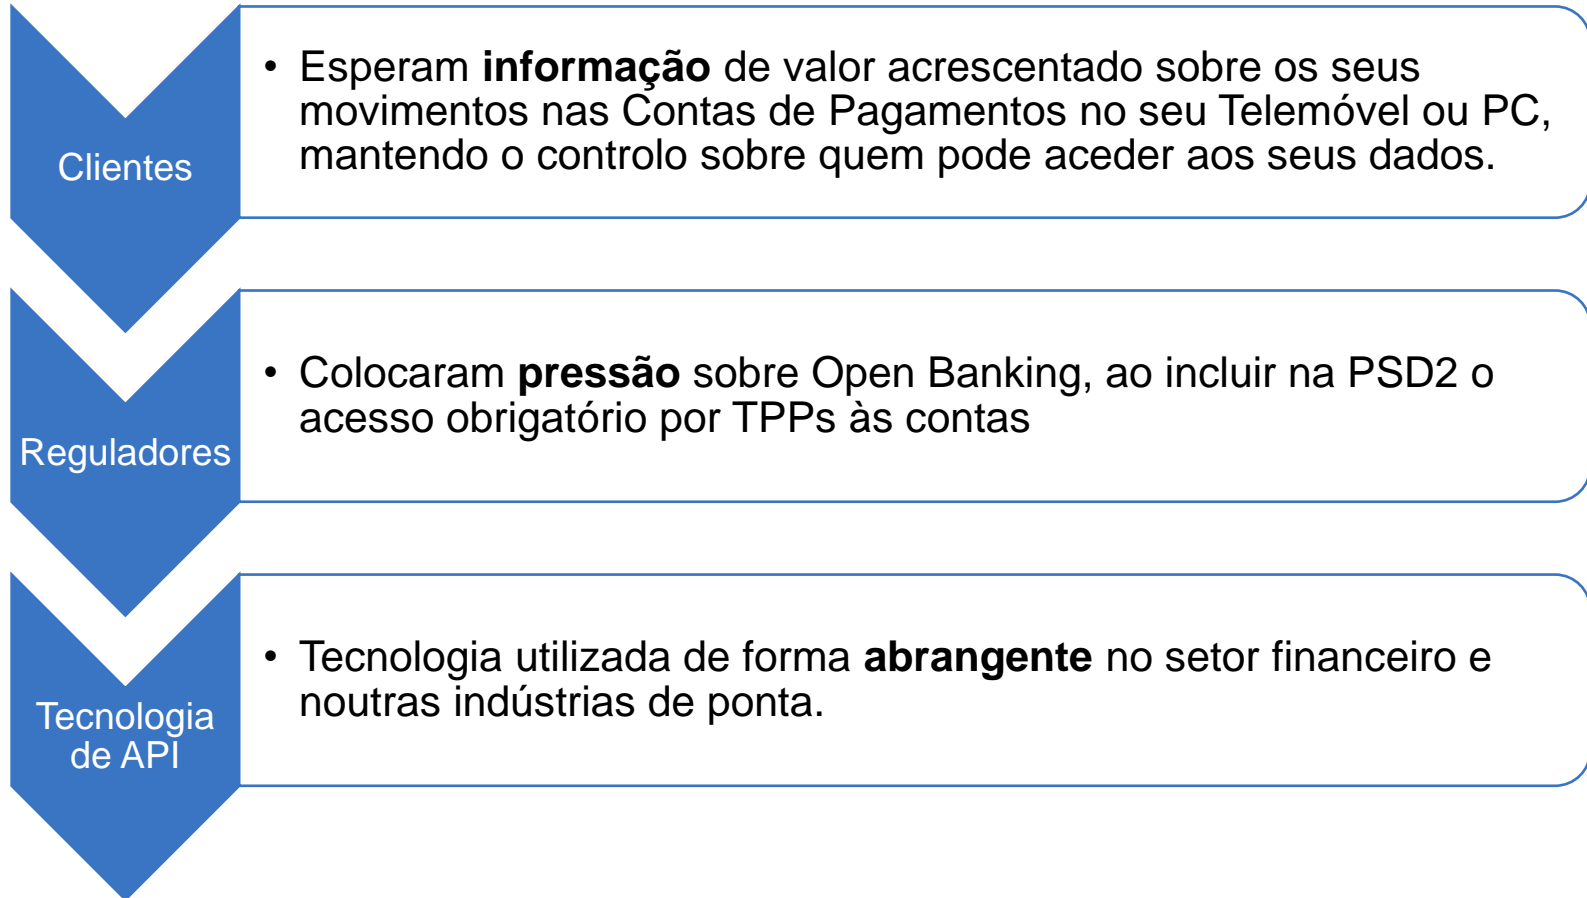 Clientes
• Esperam informação de valor acrescentado sobre os seus
movimentos nas Contas de Pagamentos no seu Telemóvel ou PC,
mantendo o controlo sobre quem pode aceder aos seus dados.
Reguladores
• Colocaram pressão sobre Open Banking, ao incluir na PSD2 o
acesso obrigatório por TPPs às contas
Tecnologia
de API
• Tecnologia utilizada de forma abrangente no setor financeiro e
noutras indústrias de ponta.